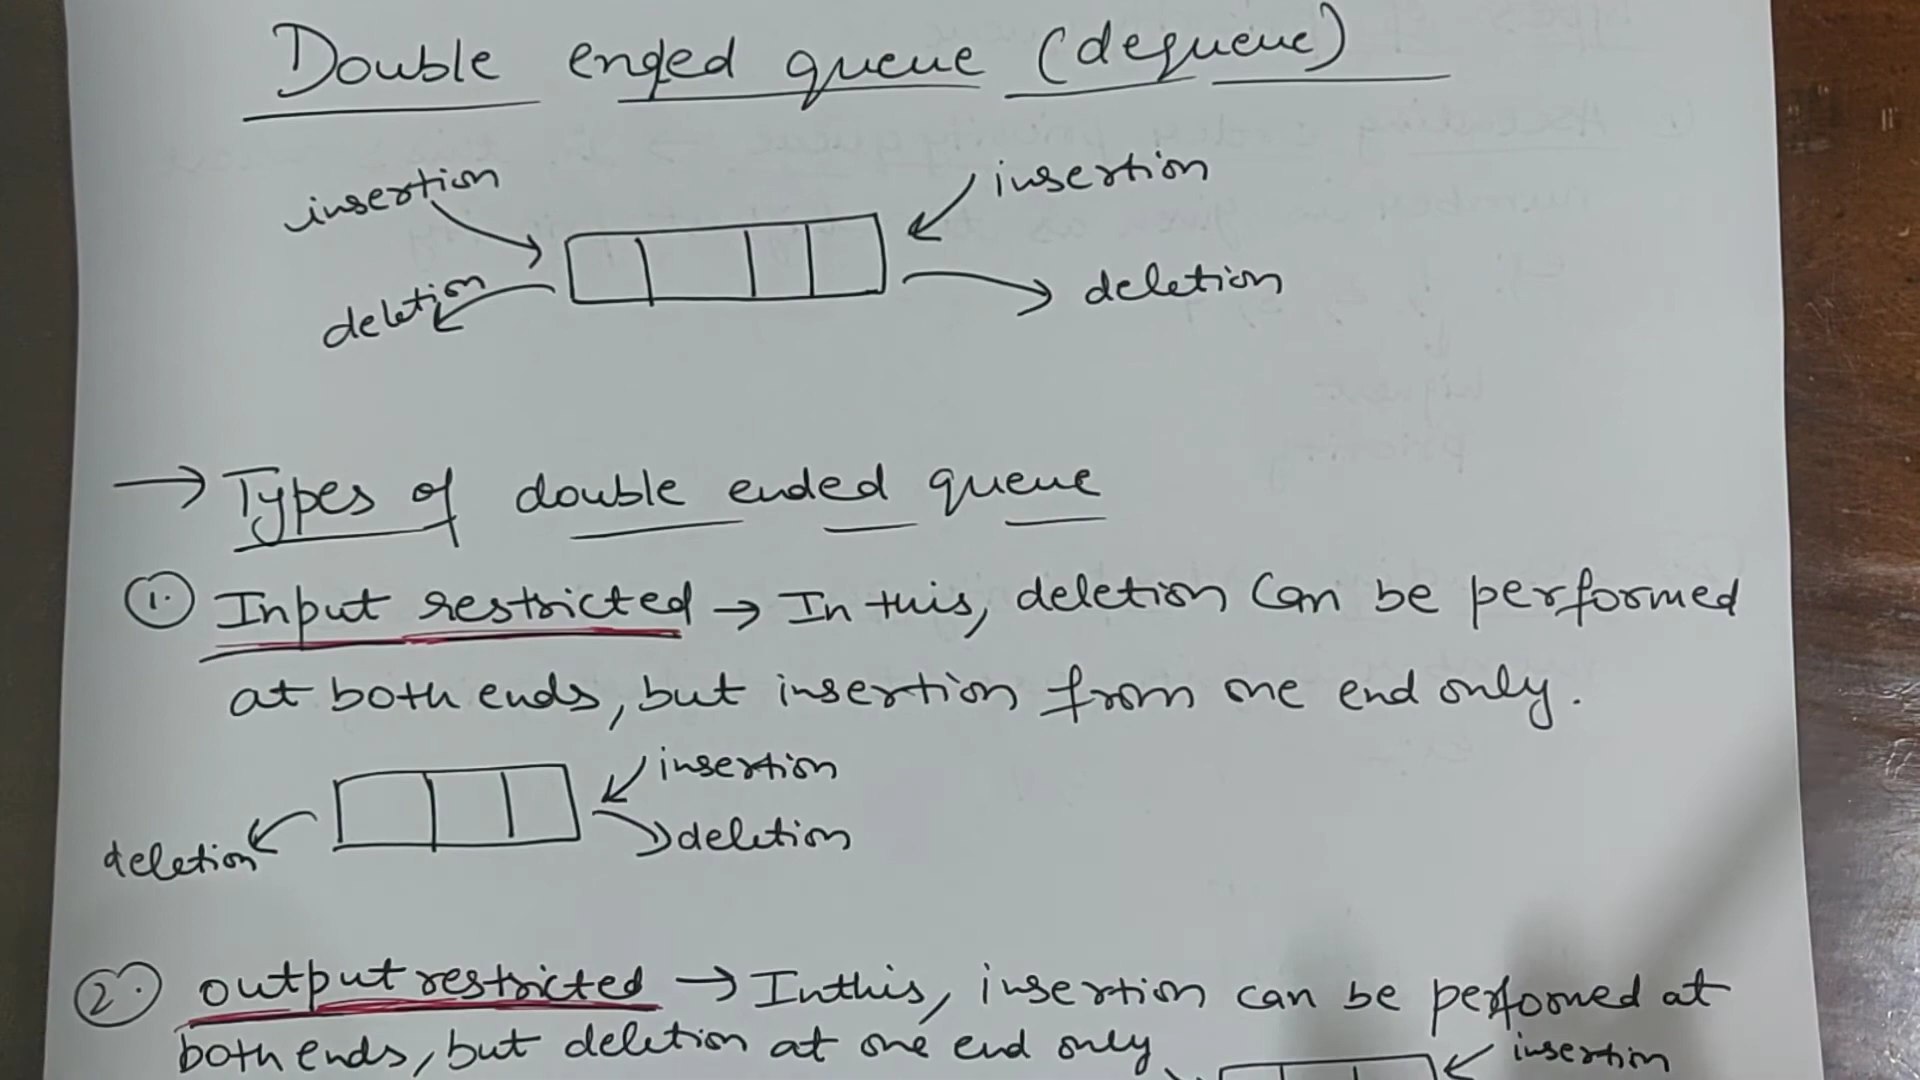 Double ended queue (dequeue)
insertion
insertion
deletion
deletion
→ Types of double ended queue
1. Input restricted → In this, deletion can be performed
at both ends, but insertion from one end only.
insertion
deletion
deletion
2. output restricted → In this, insertion can be performed at
both ends, but deletion at one end only
insertion